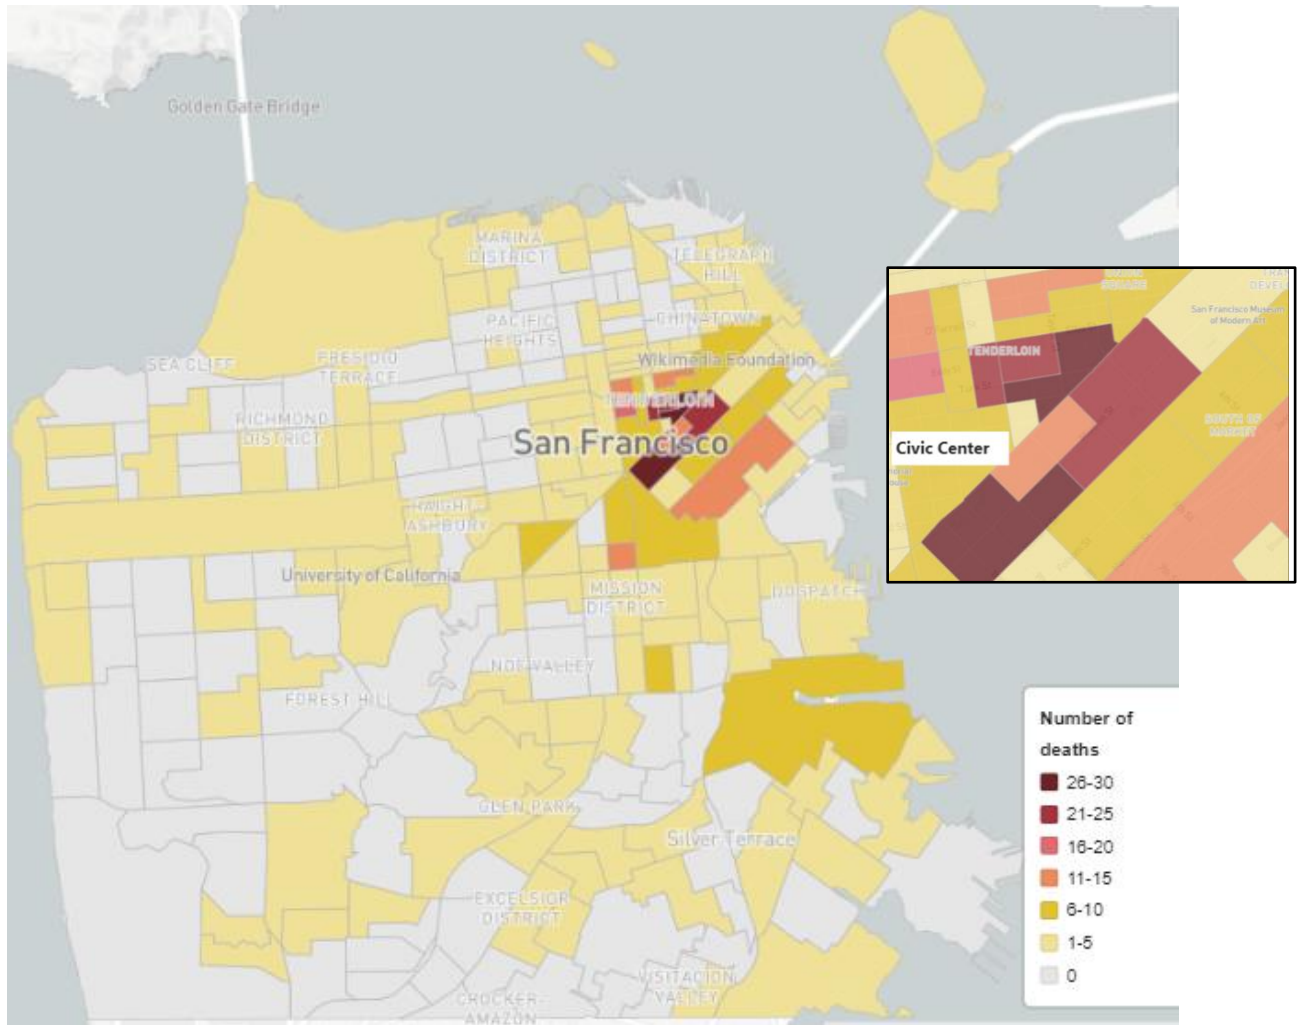 Golden Gate Bridge
MARINA
DISTRICT
TELEGRAPH
HILL
PACIFIC
HEIGHTS
CHINATOWN
SEA CLIFF
PRESIDIO
TERRACE
Wikimedia Foundation
RICHMOND
DISTRICT
TENDERLOIN
San Francisco
HAIGHT-
ASHBURY
University of California
MISSION
DISTRICT
DOGPATCH
NOE VALLEY
FOREST HILL
GLEN PARK
Silver Terrace
EXCELSIOR
DISTRICT
VISITACION
VALLEY
CROCKER-
AMAZON
UNION
SQUARE
San Francisco Museum
of Modern Art
TENDERLOIN
SOUTH OF
MARKET
Civic Center
Number of
deaths
26-30
21-25
16-20
11-15
6-10
1-5
0